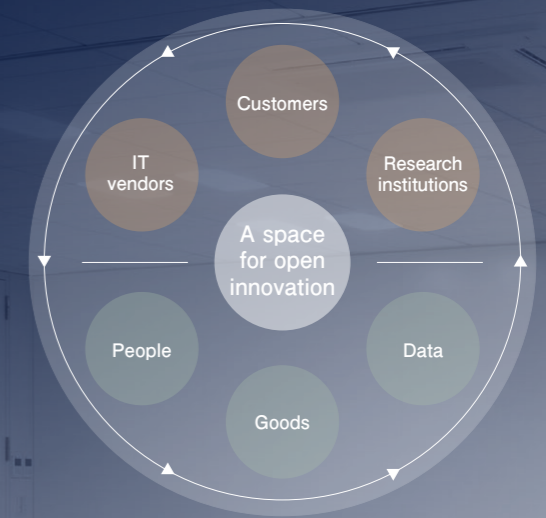 Customers
IT
vendors
Research
institutions
A space
for open
innovation
People
Data
Goods